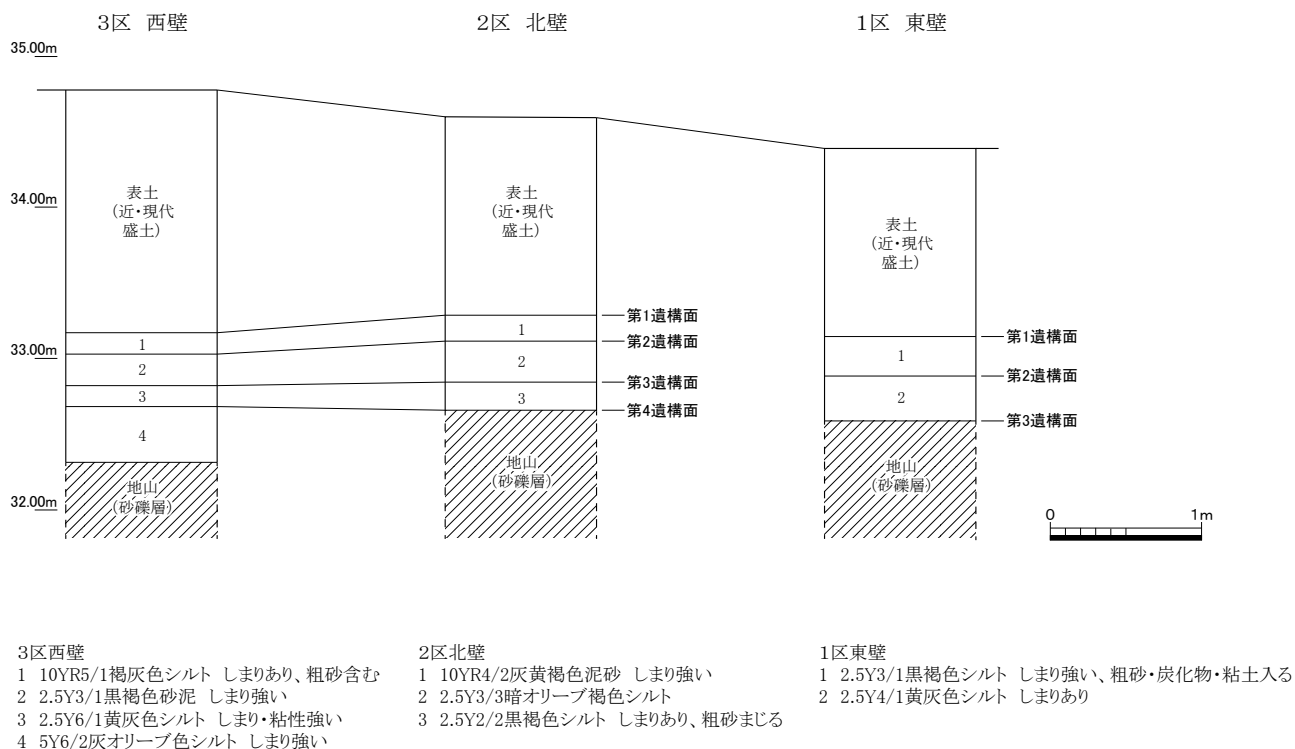 3区 西壁
2区 北壁
1区 東壁
35.00m
34.00m
33.00m
32.00m
表土
(近・現代
盛土)
1
2
3
4
地山
(砂礫層)
表土
(近・現代
盛土)
1
2
3
地山
(砂礫層)
第1遺構面
第2遺構面
第3遺構面
第4遺構面
表土
(近・現代
盛土)
1
2
地山
(砂礫層)
第1遺構面
第2遺構面
第3遺構面
0 1m
3区西壁
1 10YR5/1褐灰色シルト しまりあり、粗砂含む
2 2.5Y3/1黒褐色砂泥 しまり強い
3 2.5Y6/1黄灰色シルト しまり・粘性強い
4 5Y6/2灰オリーブ色シルト しまり強い
2区北壁
1 10YR4/2灰黄褐色泥砂 しまり強い
2 2.5Y3/3暗オリーブ褐色シルト
3 2.5Y2/2黒褐色シルト しまりあり、粗砂まじる
1区東壁
1 2.5Y3/1黒褐色シルト しまり強い、粗砂・炭化物・粘土入る
2 2.5Y4/1黄灰色シルト しまりあり